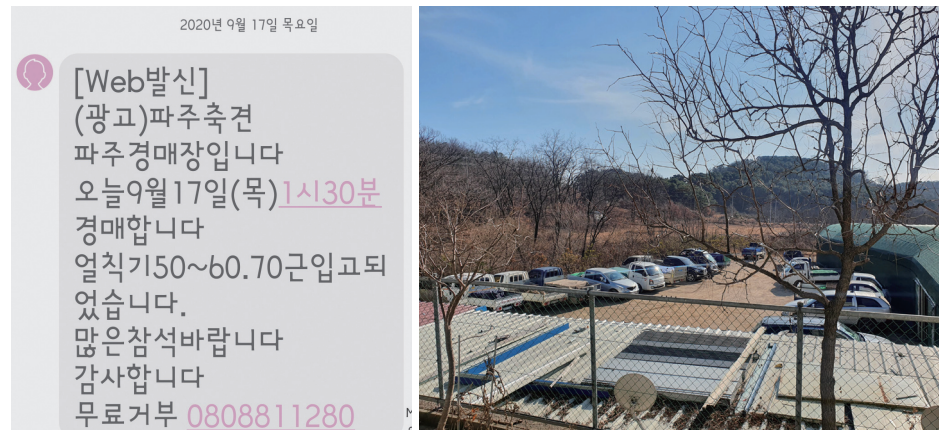 2020년 9월 17일 목요일
[Web발신]
(광고)파주축견
파주경매장입니다
오늘9월17일(목)1시30분
경매합니다
얼칙기50~60.70근입고되
었습니다.
많은참석바랍니다
감사합니다
무료거부 0808811280